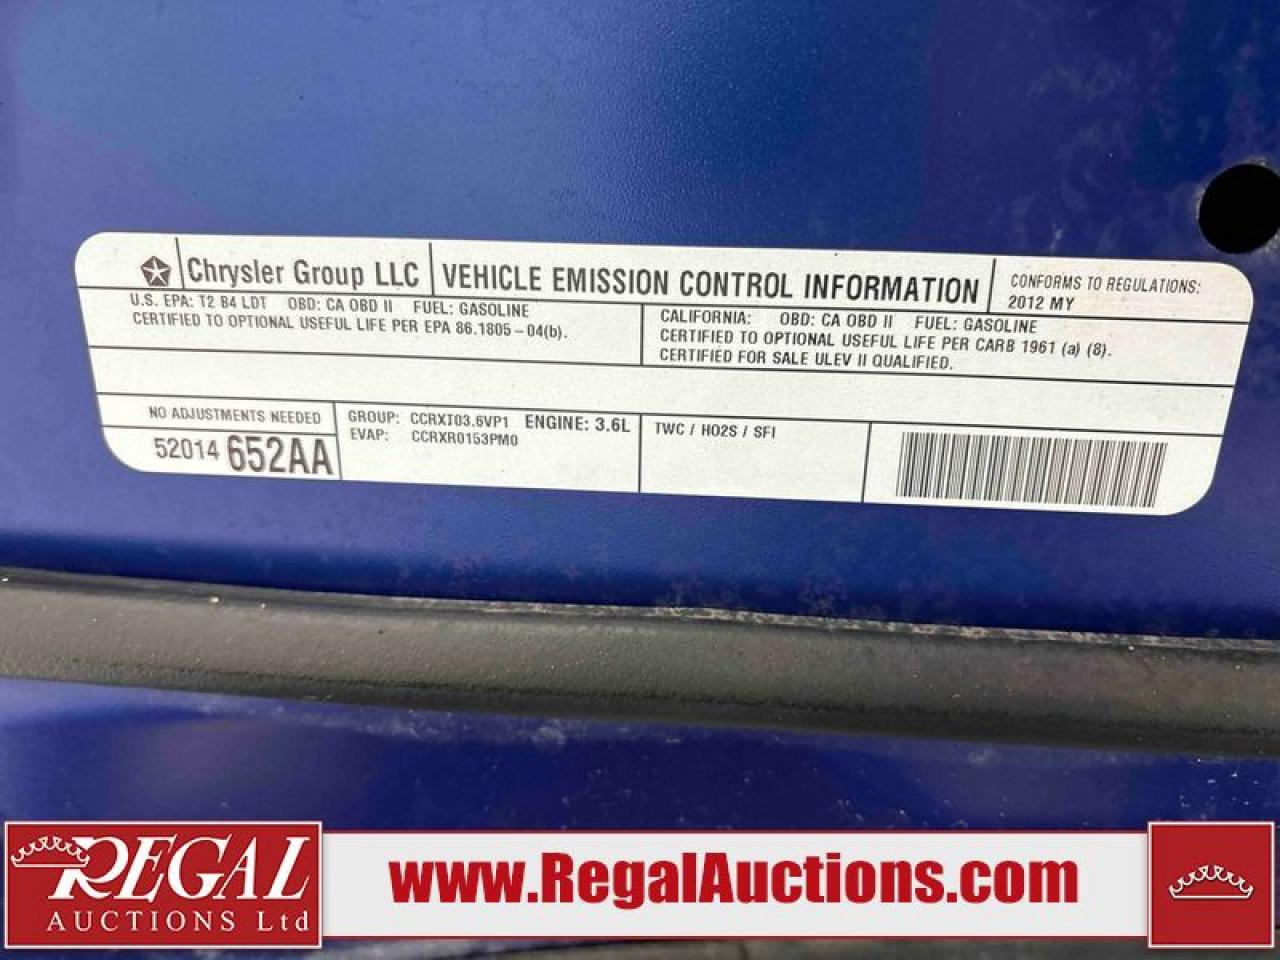 Chrysler Group LLC VEHICLE EMISSION CONTROL INFORMATION
CONFORMS TO REGULATIONS:
2012 MY
U.S. EPA: T2 B4 LDT OBD: CA OBD II FUEL: GASOLINE
CERTIFIED TO OPTIONAL USEFUL LIFE PER EPA 86.1805-04(b).
CALIFORNIA: OBD: CA OBD II FUEL: GASOLINE
CERTIFIED TO OPTIONAL USEFUL LIFE PER CARB 1961 (a) (8).
CERTIFIED FOR SALE ULEV II QUALIFIED.
NO ADJUSTMENTS NEEDED
52014 652AA
GROUP: CCRXT03.6VP1 ENGINE: 3.6L
EVAP: CCRXR0153PM0
TWC / HO2S / SFI
REGAL
AUCTIONS Ltd
www.RegalAuctions.com